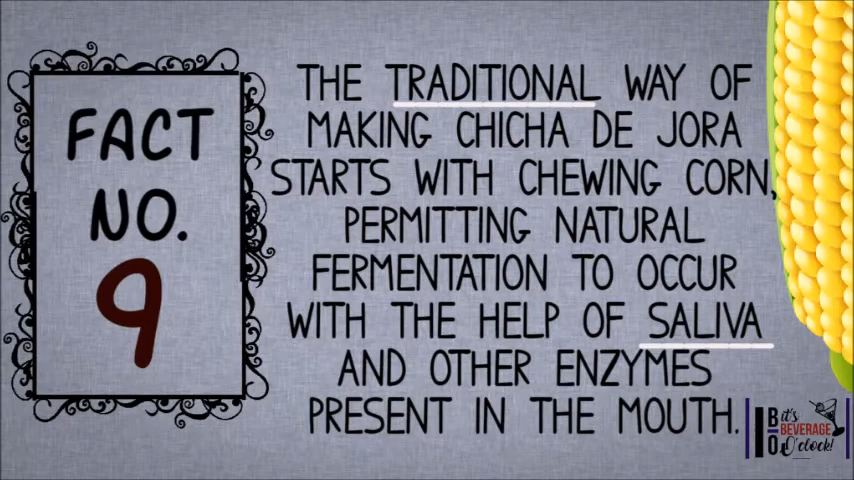 FACT
NO.
9
THE TRADITIONAL WAY OF
MAKING CHICHA DE JORA
STARTS WITH CHEWING CORN,
PERMITTING NATURAL
FERMENTATION TO OCCUR
WITH THE HELP OF SALIVA
AND OTHER ENZYMES
PRESENT IN THE MOUTH.
it's
BEVERAGE
O'clock!